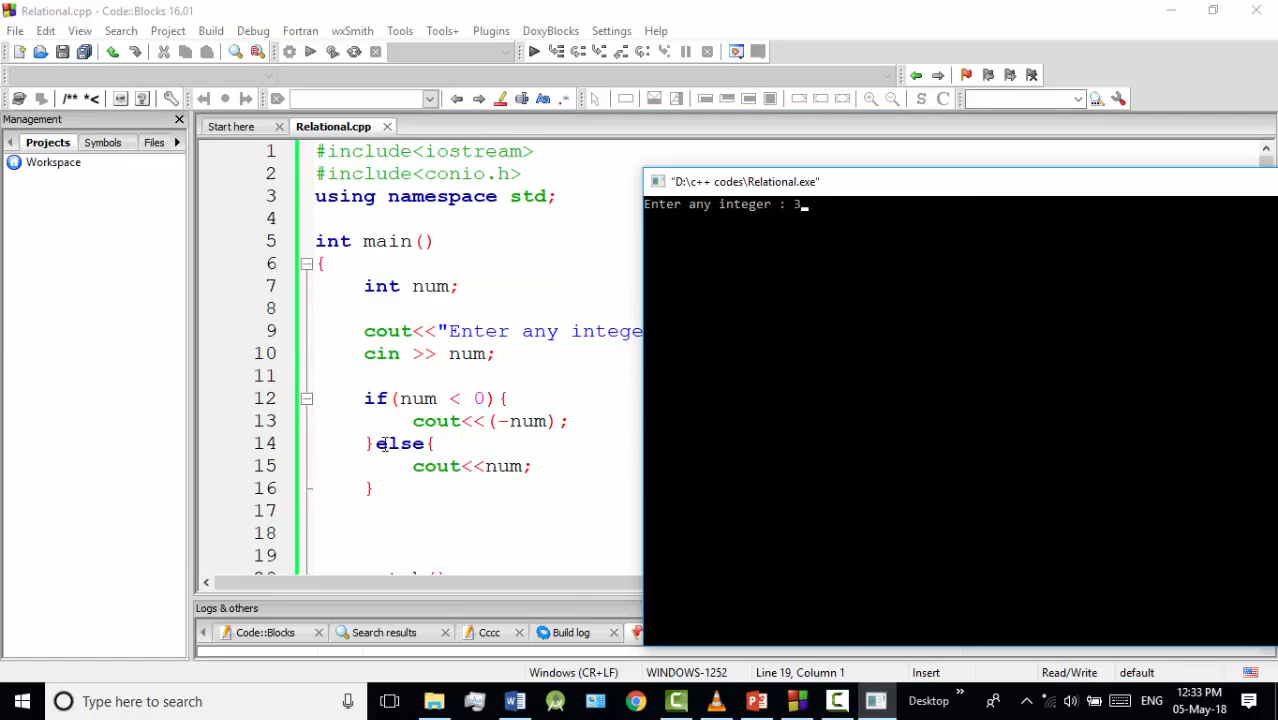 Relational.cpp - Code::Blocks 16.01
File Edit View Search Project Build Debug Fortran wxSmith Tools Tools+ Plugins DoxyBlocks Settings Help
/** *< S C
Management
Projects Symbols Files
Workspace
Start here Relational.cpp
1 #include<iostream>
2 #include<conio.h>
3 using namespace std;
4
5 int main()
6 {
7 int num;
8
9 cout<<"Enter any intege
10 cin >> num;
11
12 if(num < 0){
13 cout<<(-num);
14 }else{
15 cout<<num;
16 }
17
18
19
"D:\c++ codes\Relational.exe"
Enter any integer : 3
Logs & others
Code::Blocks Search results Cccc Build log
Windows (CR+LF) WINDOWS-1252 Line 19, Column 1 Insert Read/Write default
Type here to search Desktop ENG
12:33 PM
05-May-18